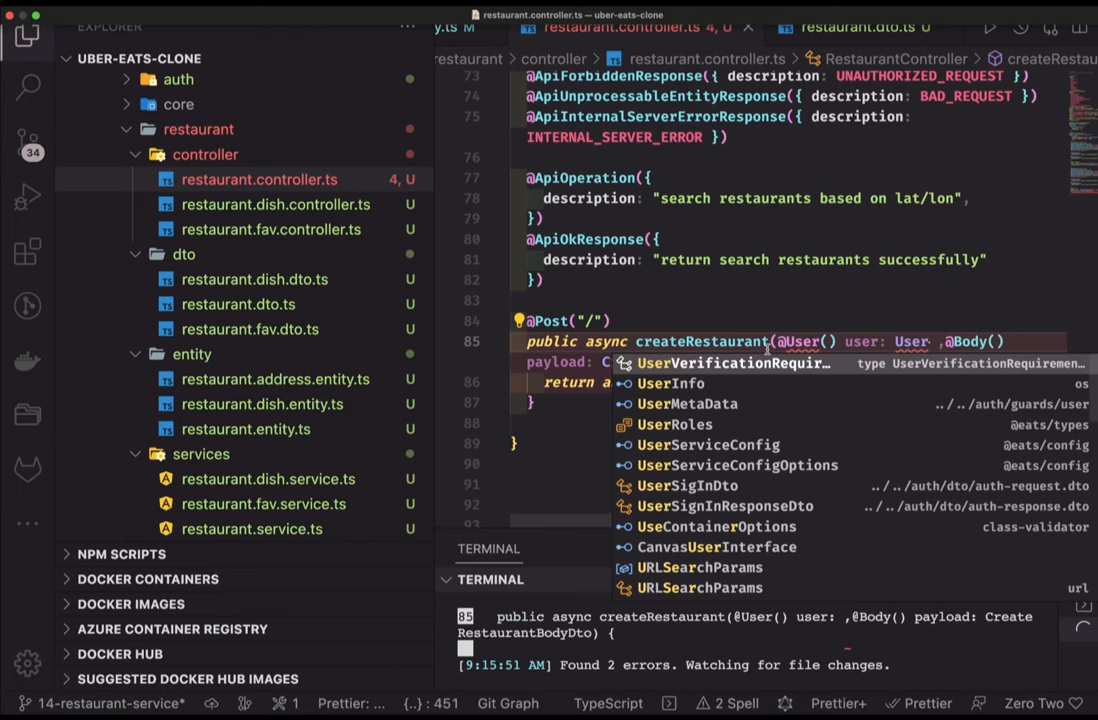 restaurant.controller.ts — uber-eats-clone
EXPLORER
UBER-EATS-CLONE
auth
core
restaurant
controller
restaurant.controller.ts 4, U
restaurant.dish.controller.ts U
restaurant.fav.controller.ts U
dto
restaurant.dish.dto.ts U
restaurant.dto.ts U
restaurant.fav.dto.ts U
entity
restaurant.address.entity.ts U
restaurant.dish.entity.ts U
restaurant.entity.ts U
services
restaurant.dish.service.ts U
restaurant.fav.service.ts U
restaurant.service.ts U
NPM SCRIPTS
DOCKER CONTAINERS
DOCKER IMAGES
AZURE CONTAINER REGISTRY
DOCKER HUB
SUGGESTED DOCKER HUB IMAGES
34
y.ts M restaurant.controller.ts 4, U restaurant.dto.ts U
restaurant › controller › restaurant.controller.ts › RestaurantController › createRestau
73 @ApiForbiddenResponse({ description: UNAUTHORIZED_REQUEST })
74 @ApiUnprocessableEntityResponse({ description: BAD_REQUEST })
75 @ApiInternalServerErrorResponse({ description:
INTERNAL_SERVER_ERROR })
76
77 @ApiOperation({
78 description: "search restaurants based on lat/lon",
79 })
80 @ApiOkResponse({
81 description: "return search restaurants successfully"
82 })
83
84 @Post("/")
85 public async createRestaurant(@User() user: User ,@Body()
payload: C
86 return a
87 }
88
89 }
90
91
92
93
UserVerificationRequir… type UserVerificationRequiremen…
UserInfo os
UserMetaData ../../auth/guards/user
UserRoles @eats/types
UserServiceConfig @eats/config
UserServiceConfigOptions @eats/config
UserSigInDto ../../auth/dto/auth-request.dto
UserSignInResponseDto ../../auth/dto/auth-response.dto
UseContainerOptions class-validator
CanvasUserInterface
URLSearchParams
URLSearchParams url
TERMINAL
TERMINAL
85 public async createRestaurant(@User() user: ,@Body() payload: Create
RestaurantBodyDto) {
~
[9:15:51 AM] Found 2 errors. Watching for file changes.
14-restaurant-service* 1 Prettier: ... {..} : 451 Git Graph TypeScript 2 Spell Prettier+ Prettier Zero Two